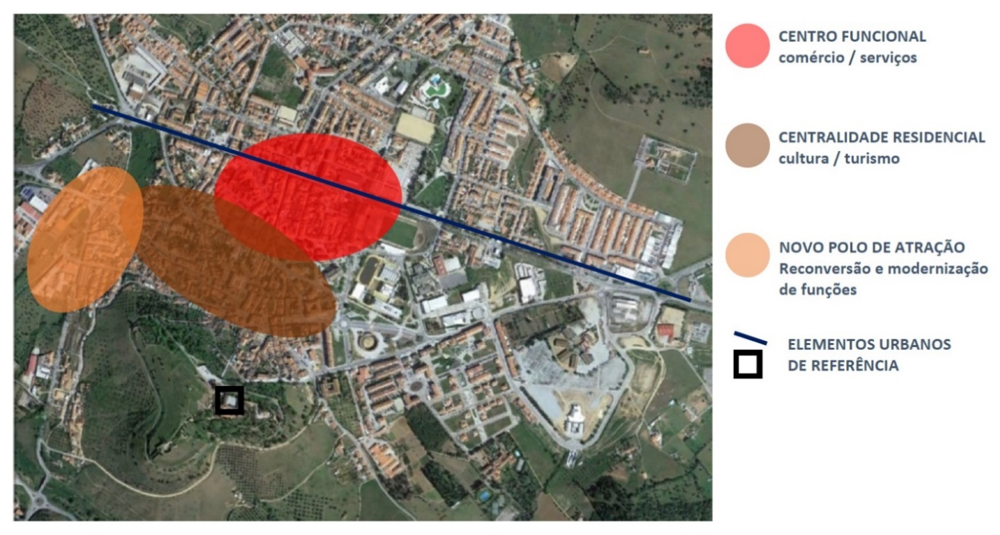 CENTRO FUNCIONAL
comércio / serviços
CENTRALIDADE RESIDENCIAL
cultura / turismo
NOVO POLO DE ATRAÇÃO
Reconversão e modernização
de funções
ELEMENTOS URBANOS
DE REFERÊNCIA